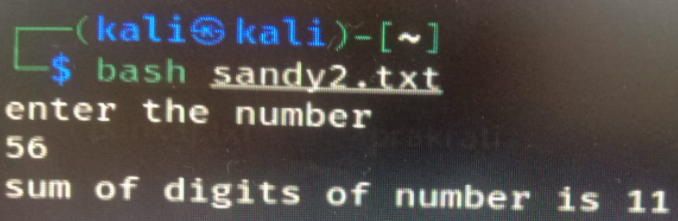 (kali㉿kali)-[~]
$ bash sandy2.txt
enter the number
56
sum of digits of number is 11